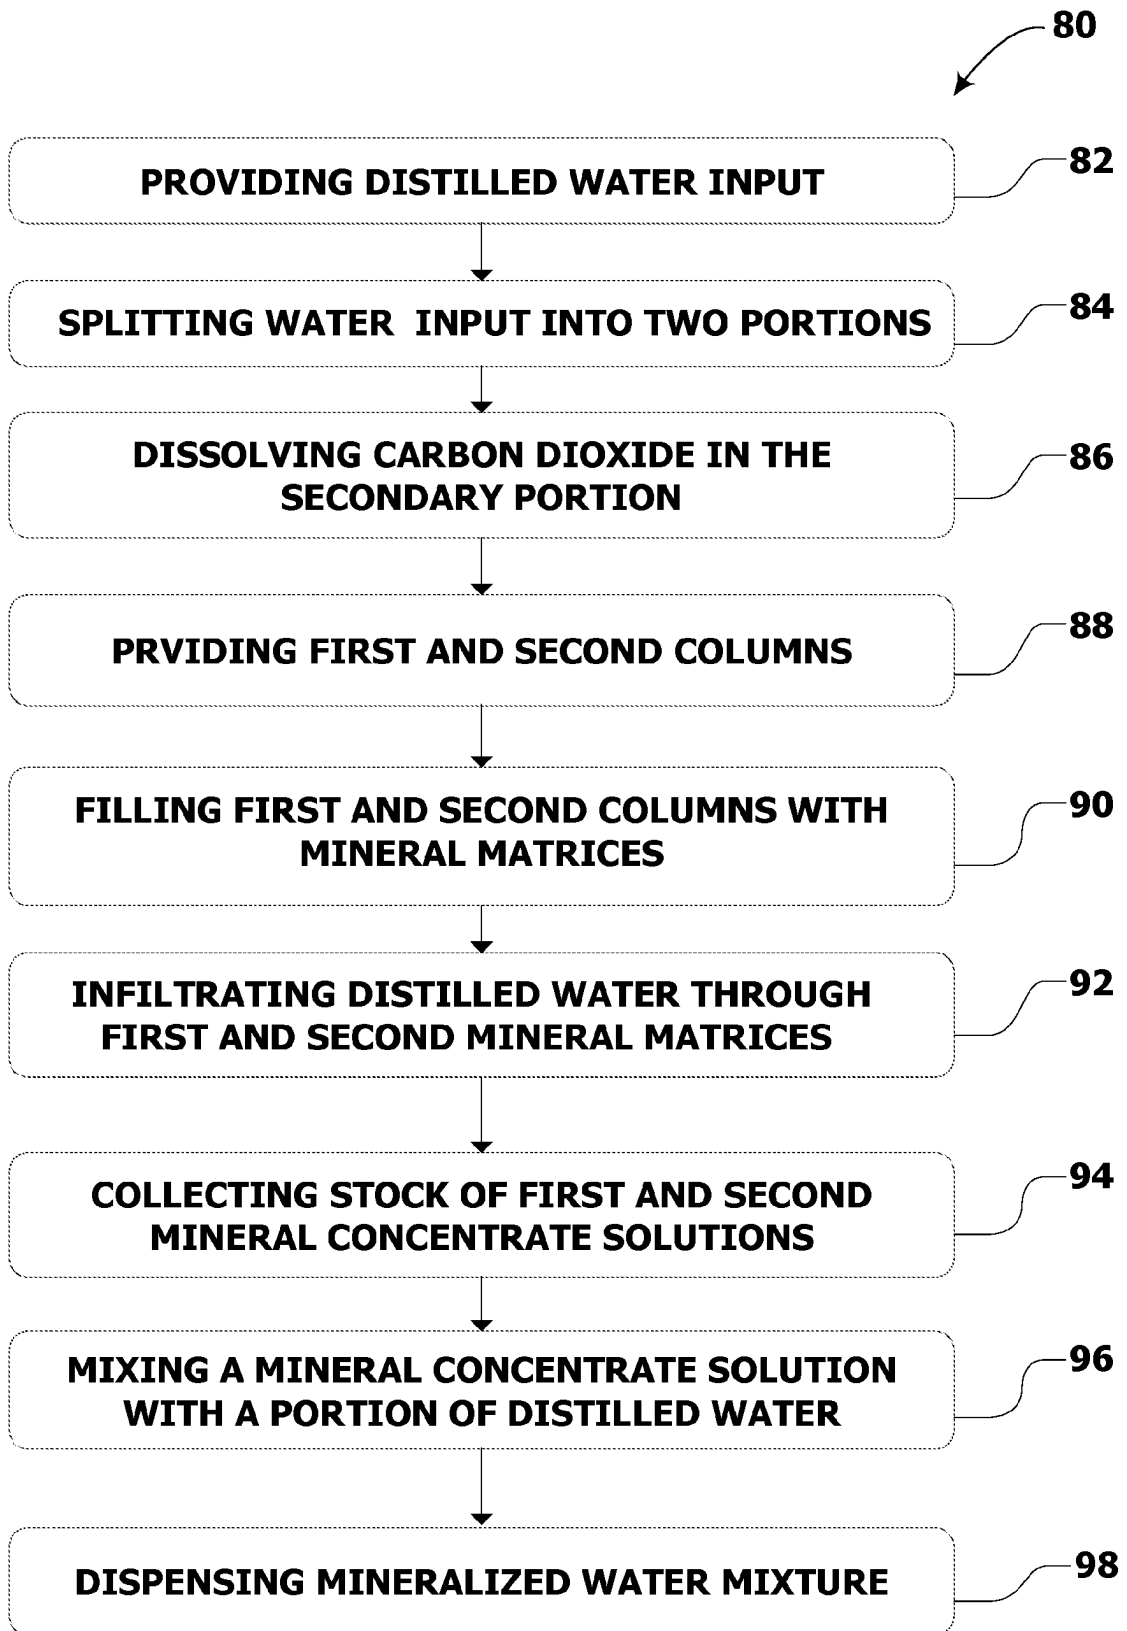 80
PROVIDING DISTILLED WATER INPUT
82
SPLITTING WATER INPUT INTO TWO PORTIONS
84
DISSOLVING CARBON DIOXIDE IN THE
SECONDARY PORTION
86
PRVIDING FIRST AND SECOND COLUMNS
88
FILLING FIRST AND SECOND COLUMNS WITH
MINERAL MATRICES
90
INFILTRATING DISTILLED WATER THROUGH
FIRST AND SECOND MINERAL MATRICES
92
COLLECTING STOCK OF FIRST AND SECOND
MINERAL CONCENTRATE SOLUTIONS
94
MIXING A MINERAL CONCENTRATE SOLUTION
WITH A PORTION OF DISTILLED WATER
96
DISPENSING MINERALIZED WATER MIXTURE
98